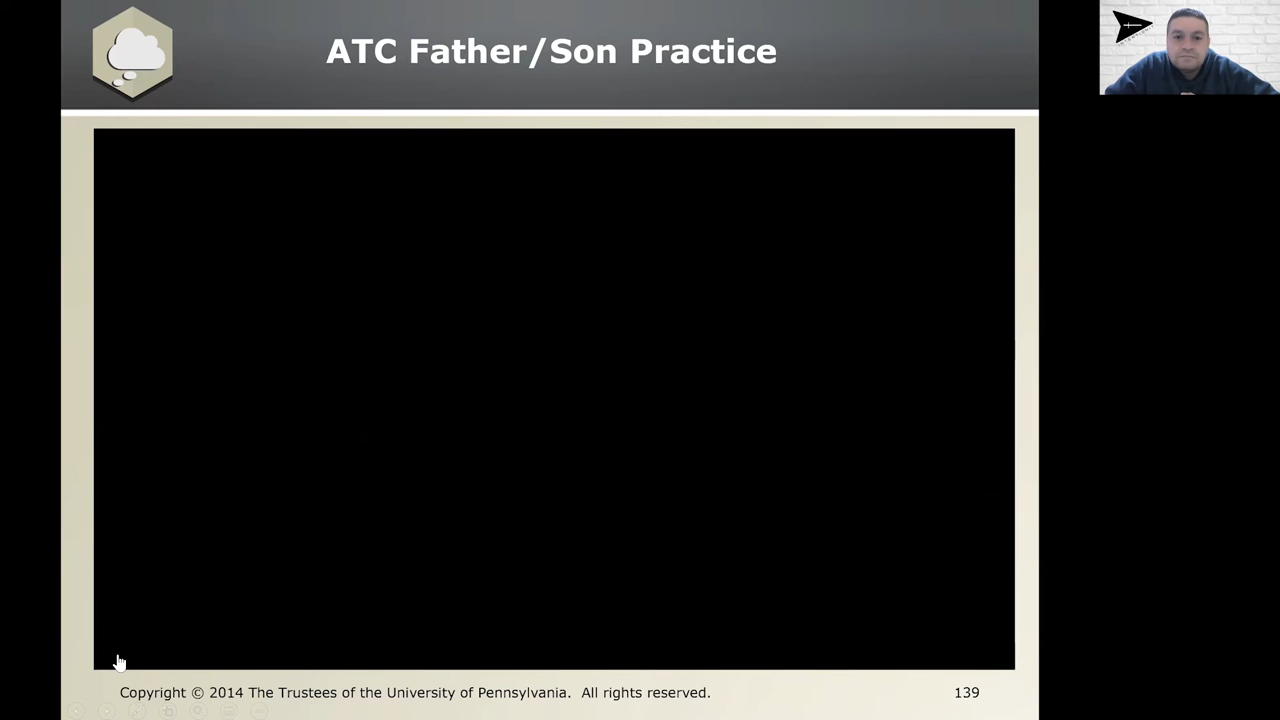 ATC Father/Son Practice
Copyright © 2014 The Trustees of the University of Pennsylvania. All rights reserved.
139